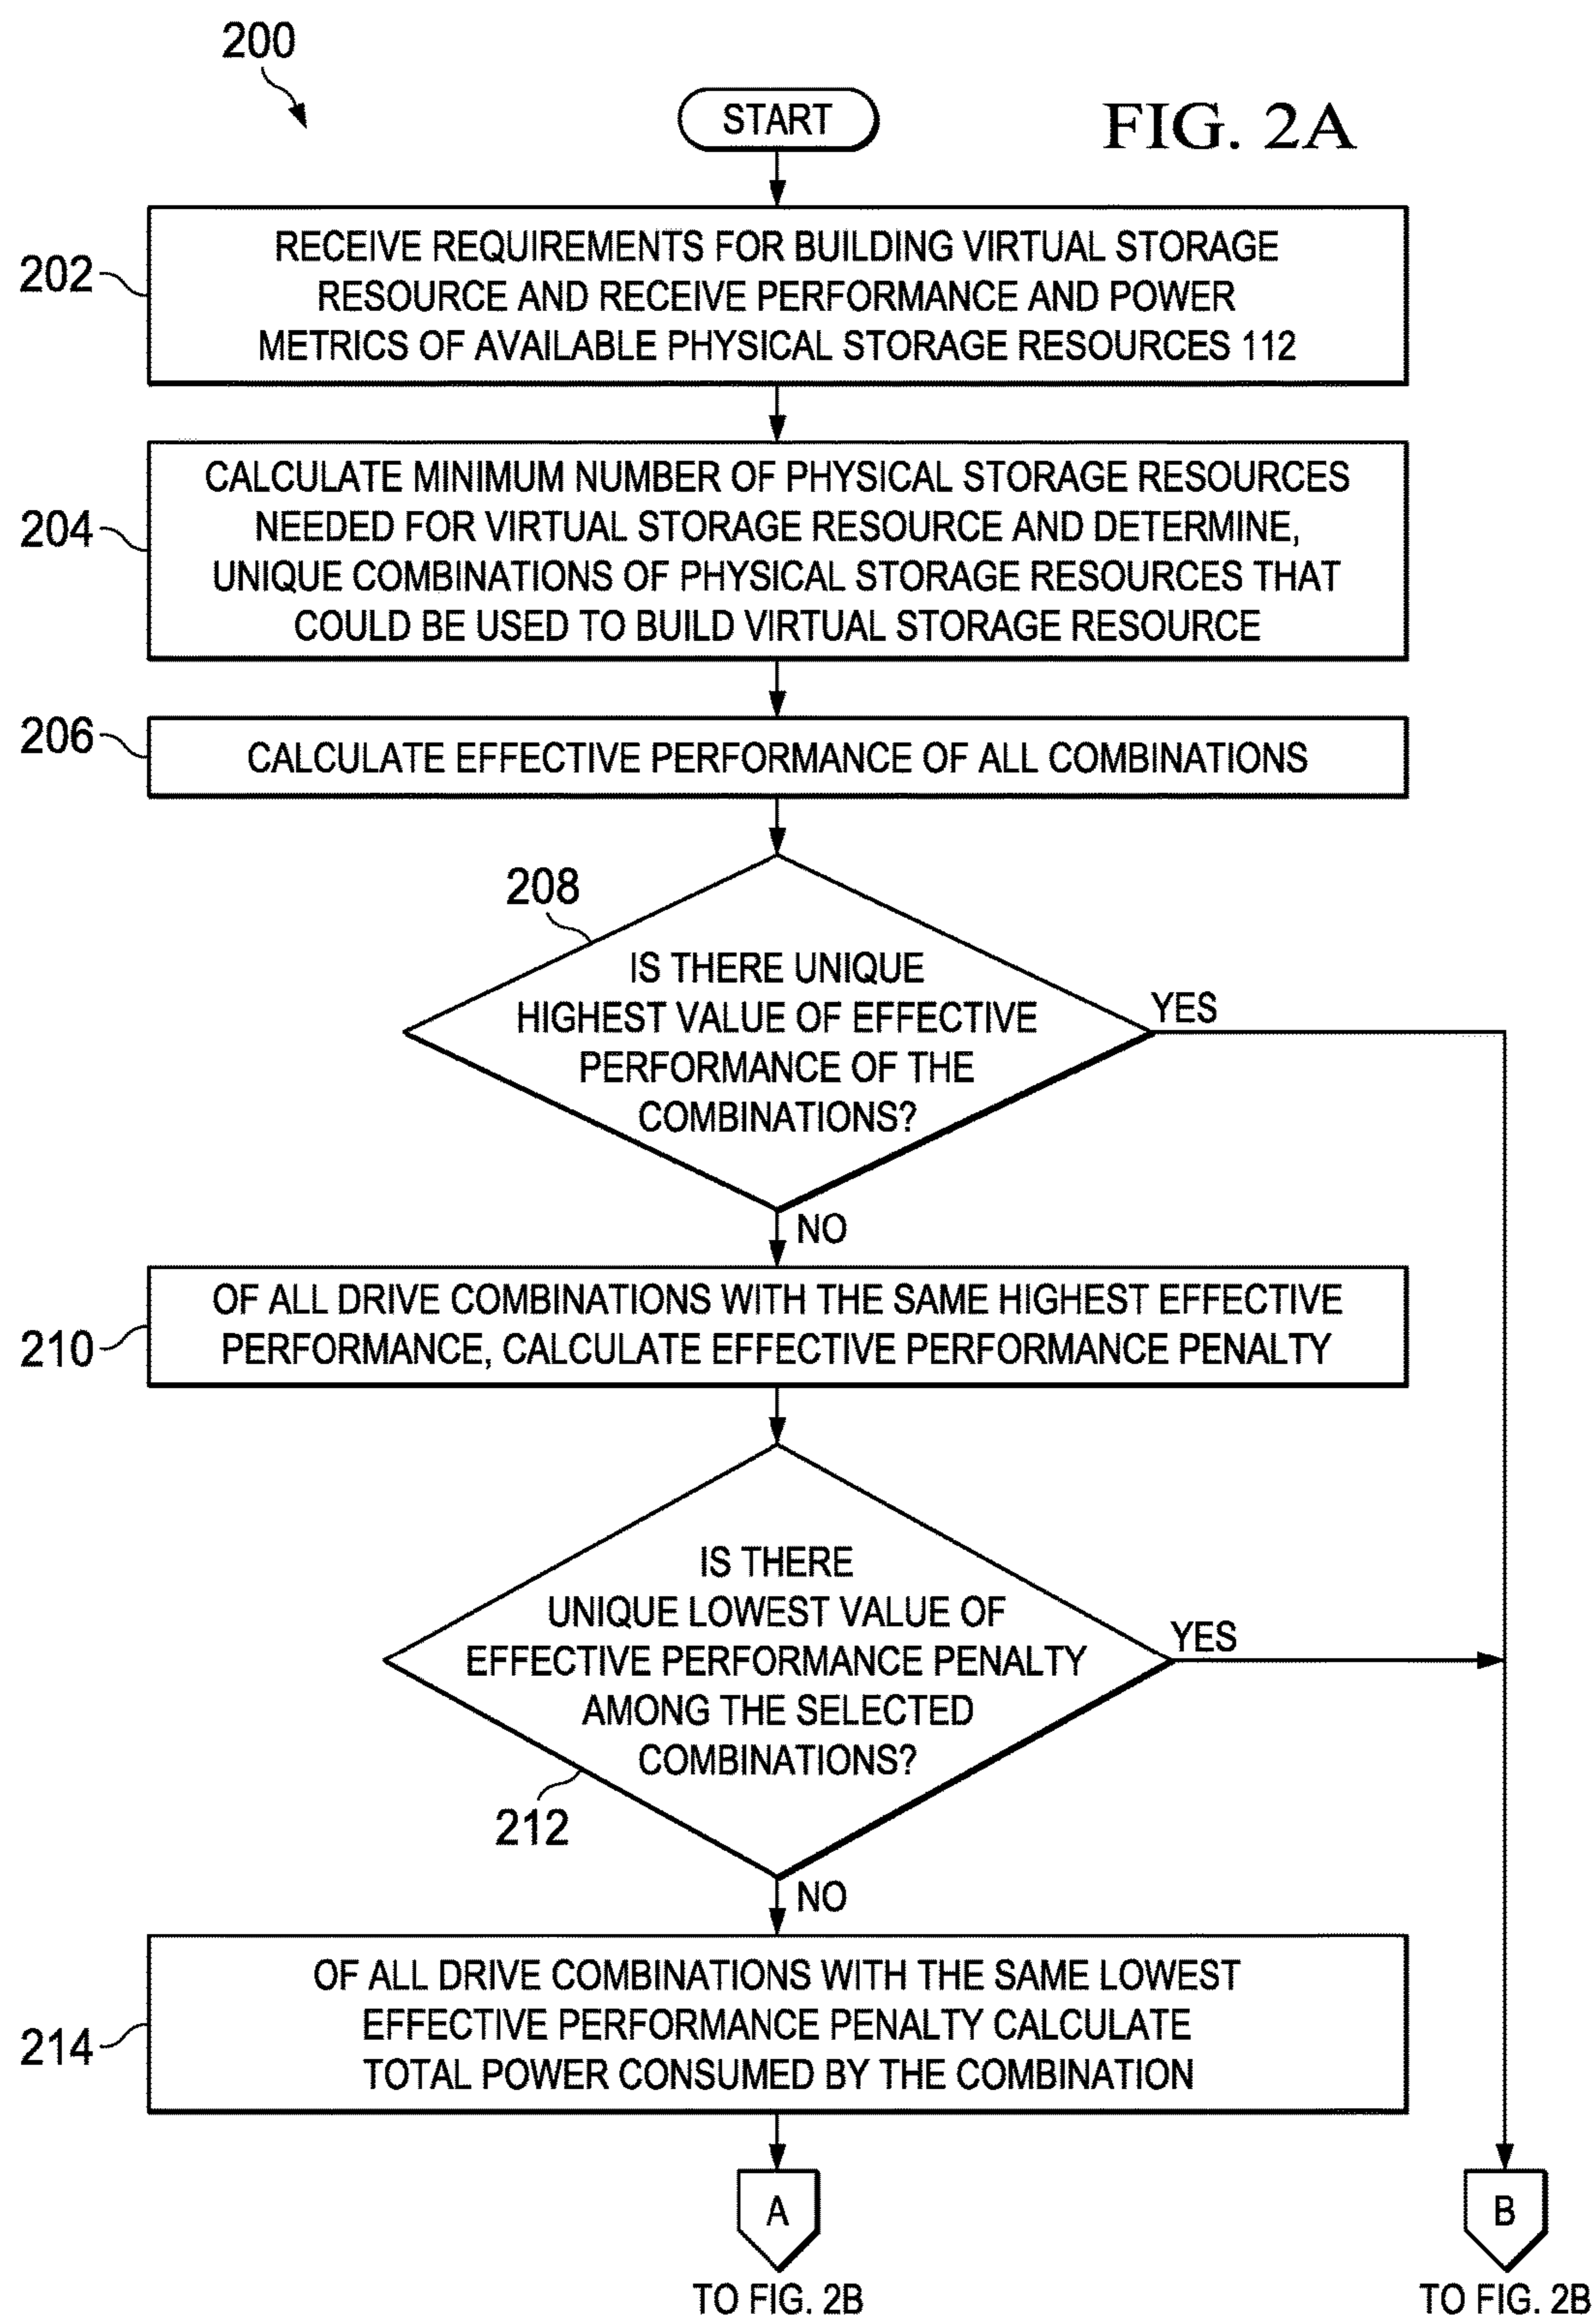 200
START
FIG. 2A
202
RECEIVE REQUIREMENTS FOR BUILDING VIRTUAL STORAGE
RESOURCE AND RECEIVE PERFORMANCE AND POWER
METRICS OF AVAILABLE PHYSICAL STORAGE RESOURCES 112
204
CALCULATE MINIMUM NUMBER OF PHYSICAL STORAGE RESOURCES
NEEDED FOR VIRTUAL STORAGE RESOURCE AND DETERMINE,
UNIQUE COMBINATIONS OF PHYSICAL STORAGE RESOURCES THAT
COULD BE USED TO BUILD VIRTUAL STORAGE RESOURCE
206
CALCULATE EFFECTIVE PERFORMANCE OF ALL COMBINATIONS
208
IS THERE UNIQUE
HIGHEST VALUE OF EFFECTIVE
PERFORMANCE OF THE
COMBINATIONS?
YES
NO
210
OF ALL DRIVE COMBINATIONS WITH THE SAME HIGHEST EFFECTIVE
PERFORMANCE, CALCULATE EFFECTIVE PERFORMANCE PENALTY
IS THERE
UNIQUE LOWEST VALUE OF
EFFECTIVE PERFORMANCE PENALTY
AMONG THE SELECTED
COMBINATIONS?
YES
212
NO
214
OF ALL DRIVE COMBINATIONS WITH THE SAME LOWEST
EFFECTIVE PERFORMANCE PENALTY CALCULATE
TOTAL POWER CONSUMED BY THE COMBINATION
A
B
TO FIG. 2B
TO FIG. 2B